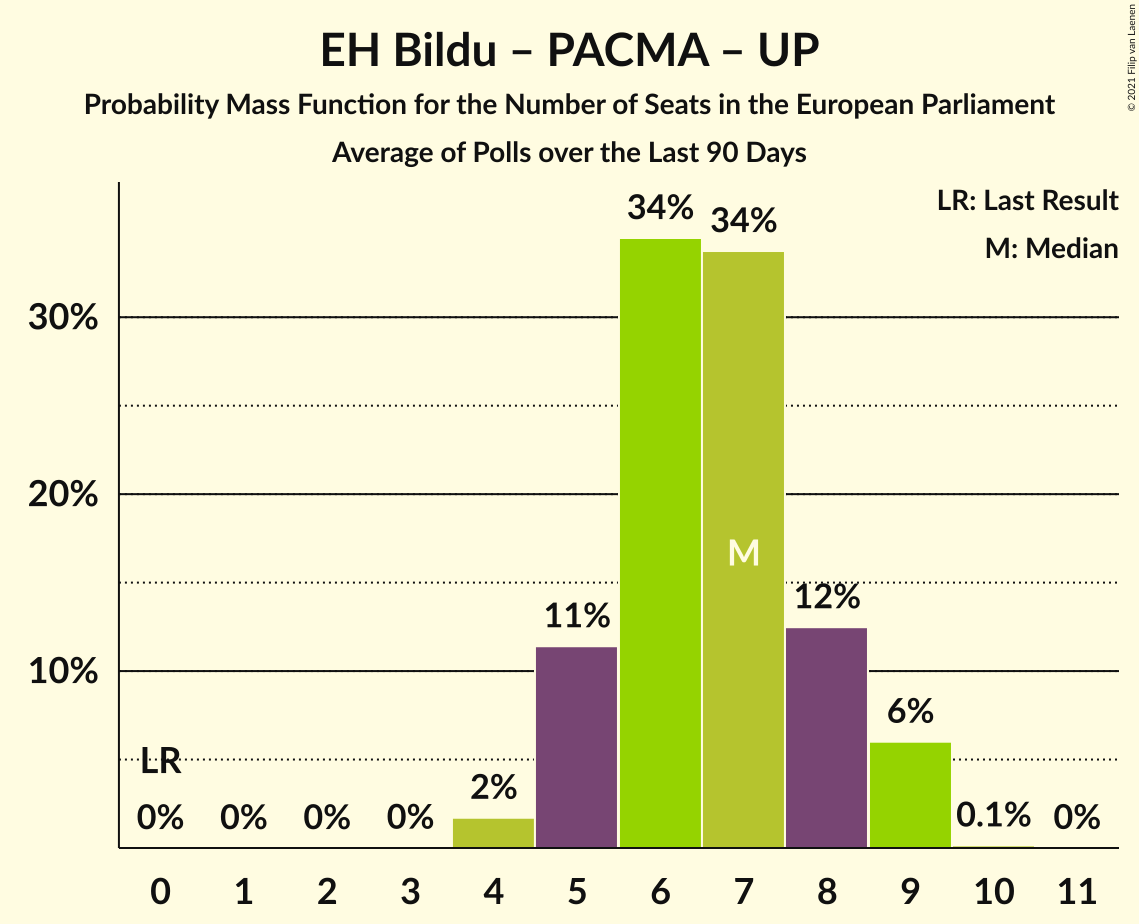 EH Bildu – PACMA – UP
Probability Mass Function for the Number of Seats in the European Parliament
Average of Polls over the Last 90 Days
© 2021 Filip van Laenen
LR: Last Result
M: Median
34%
34%
30%
20%
M
12%
11%
10%
6%
LR
2%
0%
0%
0%
0%
0.1%
0%
0 1 2 3 4 5 6 7 8 9 10 11